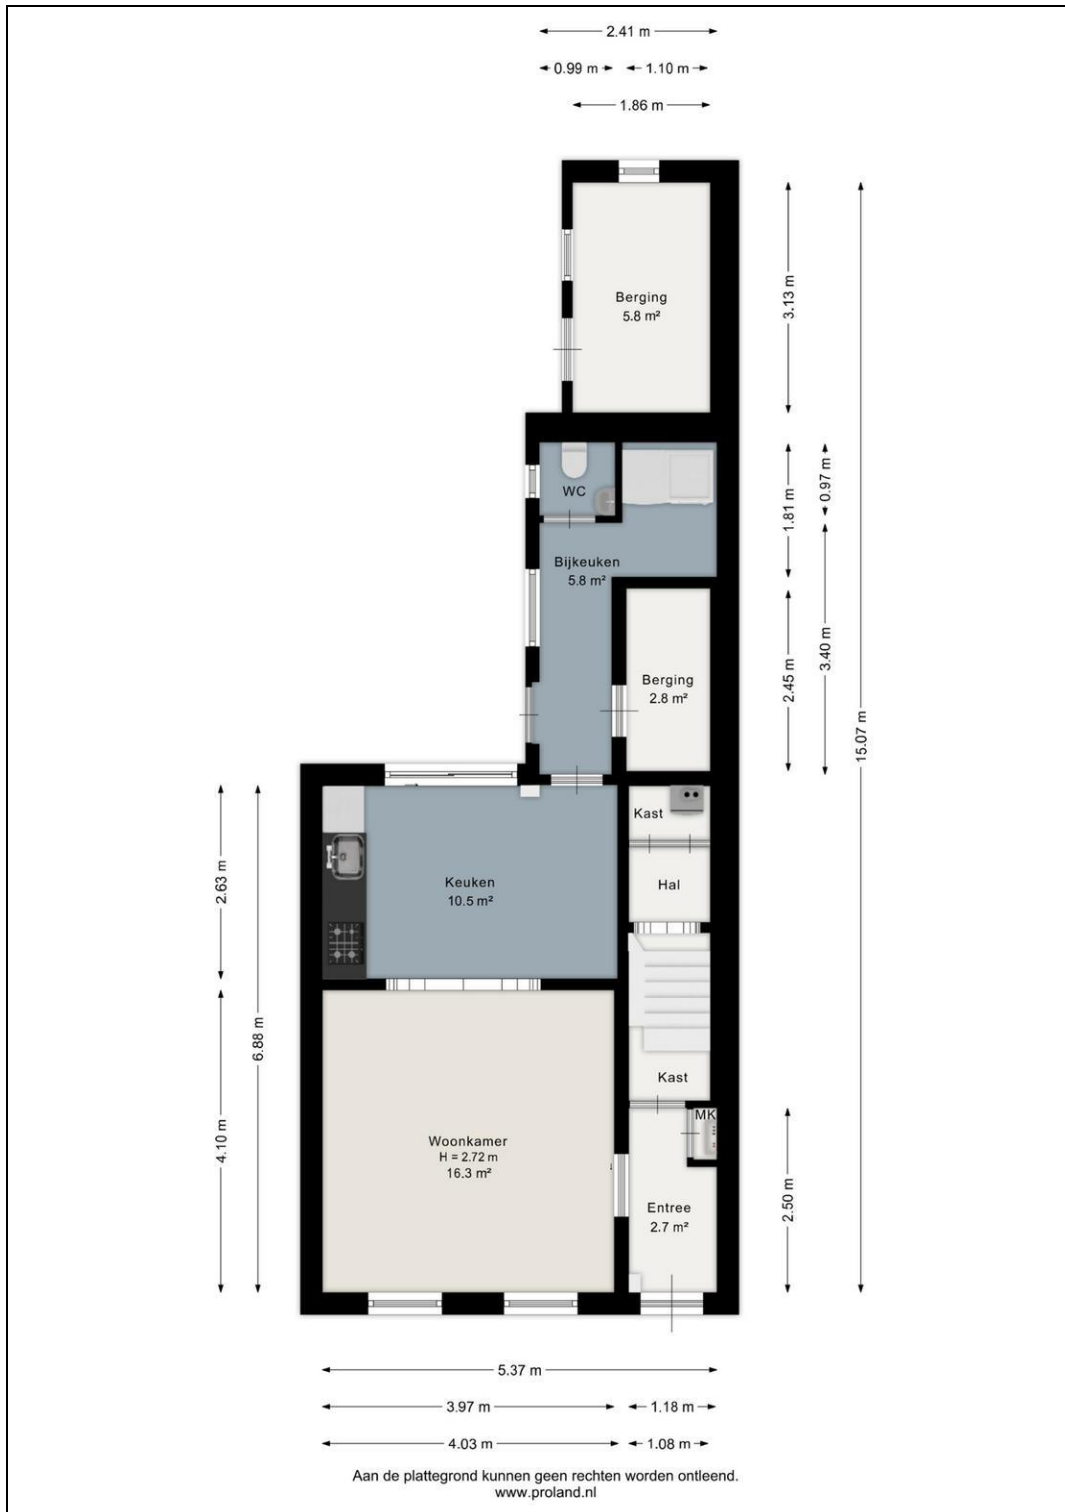 2.41 m
0.99 m
1.10 m
1.86 m
Berging
5.8 m²
3.13 m
15.07 m
WC
1.81 m
0.97 m
Bijkeuken
5.8 m²
3.40 m
Berging
2.8 m²
2.45 m
Kast
Hal
Keuken
10.5 m²
2.63 m
6.88 m
Kast
MK
Woonkamer
H = 2.72 m
16.3 m²
4.10 m
Entree
2.7 m²
2.50 m
5.37 m
3.97 m
1.18 m
4.03 m
1.08 m
Aan de plattegrond kunnen geen rechten worden ontleend.
www.proland.nl